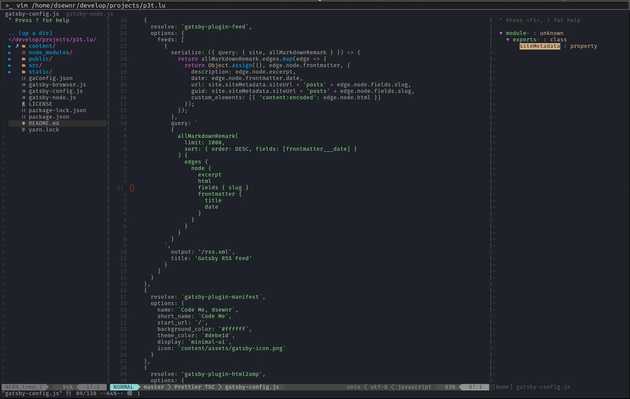 >_ vim /home/dsewnr/develop/projects/p3t.lu
gatsby-config.js gatsby-node.js
" Press ? for help
.. (up a dir)
</develop/projects/p3t.lu/
content/
node_modules/
public/
src/
static/
gaConfig.json
gatsby-browser.js
gatsby-config.js
gatsby-node.js
LICENSE
package-lock.json
package.json
README.md
yarn.lock
{
resolve: `gatsby-plugin-feed`,
options: {
feeds: [
{
serialize: ({ query: { site, allMarkdownRemark } }) => {
return allMarkdownRemark.edges.map(edge => {
return Object.assign({}, edge.node.frontmatter, {
description: edge.node.excerpt,
date: edge.node.frontmatter.date,
url: site.siteMetadata.siteUrl + 'posts' + edge.node.fields.slug,
guid: site.siteMetadata.siteUrl + 'posts' + edge.node.fields.slug,
custom_elements: [{ 'content:encoded': edge.node.html }]
});
});
},
query: `
{
allMarkdownRemark(
limit: 1000,
sort: { order: DESC, fields: [frontmatter___date] }
) {
edges {
node {
excerpt
html
fields { slug }
frontmatter {
title
date
}
}
}
}
}
`,
output: '/rss.xml',
title: 'Gatsby RSS Feed'
}
]
}
},
{
resolve: `gatsby-plugin-manifest`,
options: {
name: `Code Me, dsewnr`,
short_name: `Code Me`,
start_url: `/`,
background_color: `#ffffff`,
theme_color: `#debe1d`,
display: `minimal-ui`,
icon: `content/assets/gatsby-icon.png`
}
},
{
resolve: `gatsby-plugin-html2amp`,
options: {
" Press <F1>, ? for help
▼ module- : unknown
▼ exports : class
siteMetadata : property
NORMAL master Prettier TSC gatsby-config.js unix utf-8 javascript
[Name] gatsby-config.js
"gatsby-config.js"